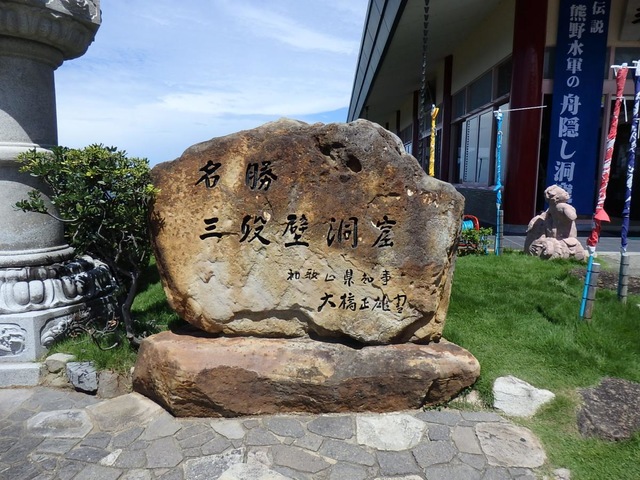 名勝
三段壁洞窟
和歌山県知事
大橋正雄書
伝説
熊野水軍の舟隠し洞